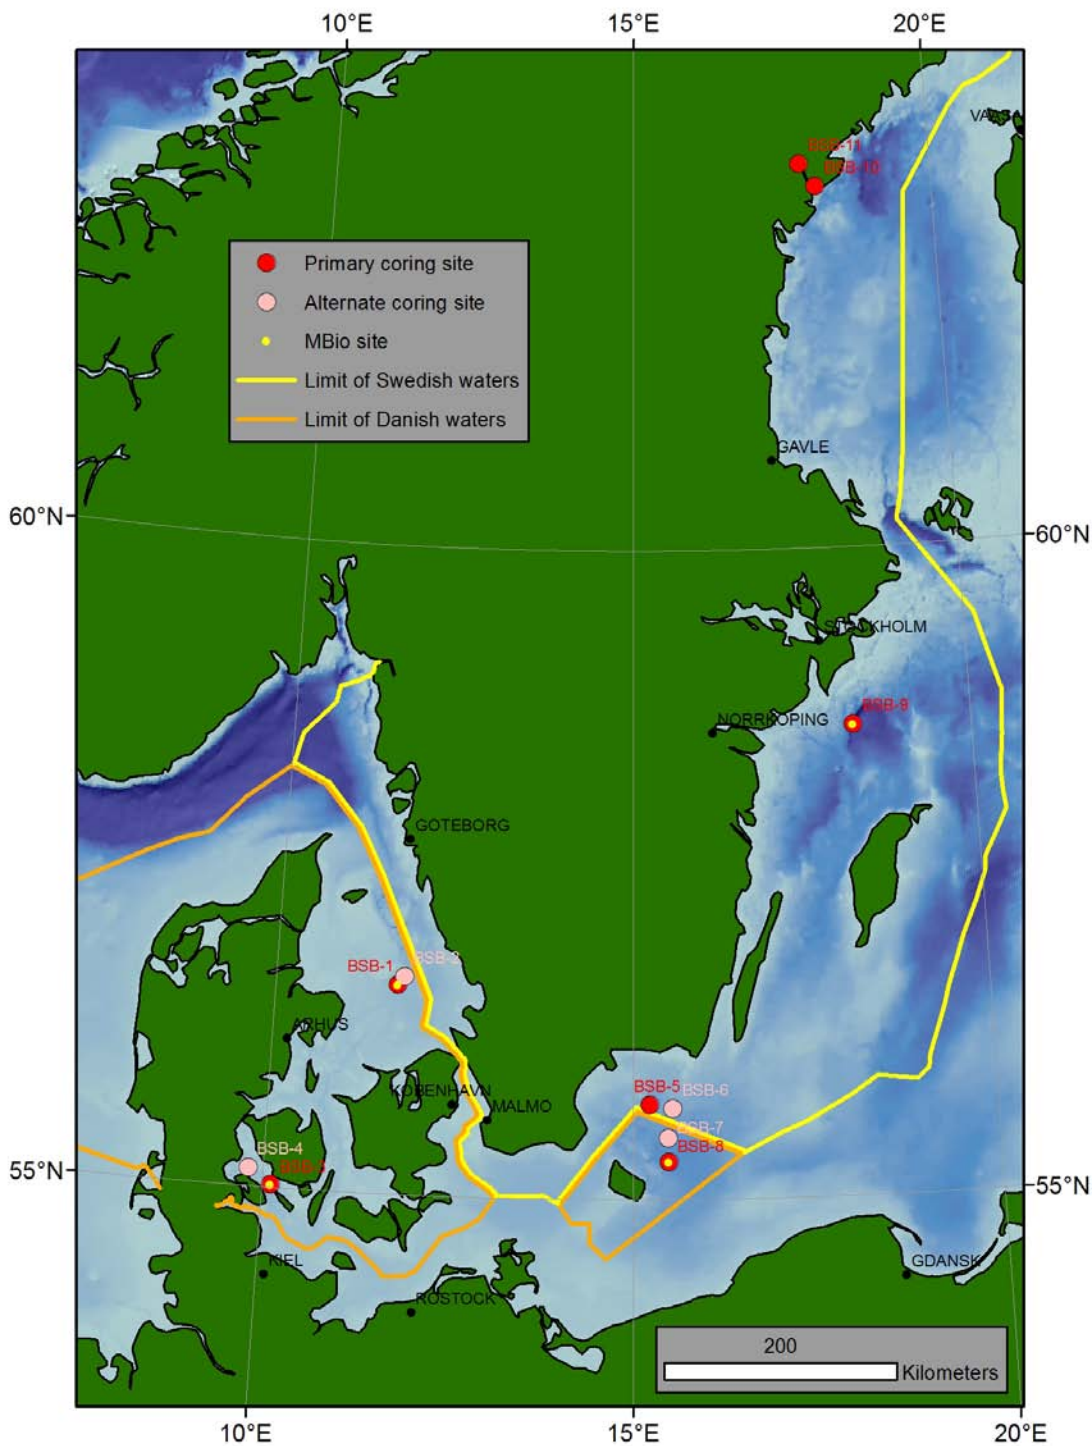 10°E 15°E 20°E
VAASA
BSB-11
BSB-10
Primary coring site
Alternate coring site
MBio site
Limit of Swedish waters
Limit of Danish waters
GAVLE
60°N 60°N
STOCKHOLM
BSB-9
NORRKOPING
GOTEBORG
BSB-1 BSB-2
ARHUS
BSB-5 BSB-6
KOBENHAVN
MALMO
BSB-7
BSB-4 BSB-8
55°N BSB-3 55°N
KIEL GDANSK
ROSTOCK
200
Kilometers
10°E 15°E 20°E